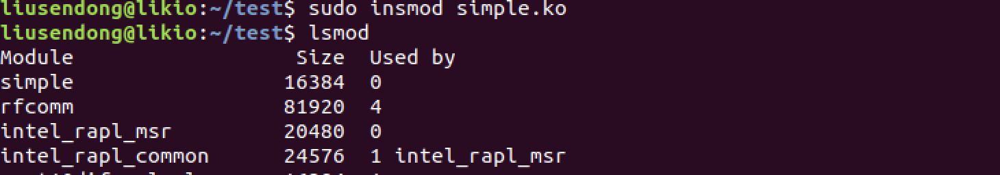 liusendong@likio:~/test$ sudo insmod simple.ko
liusendong@likio:~/test$ lsmod
Module                  Size  Used by
simple                 16384  0
rfcomm                 81920  4
intel_rapl_msr         20480  0
intel_rapl_common      24576  1 intel_rapl_msr